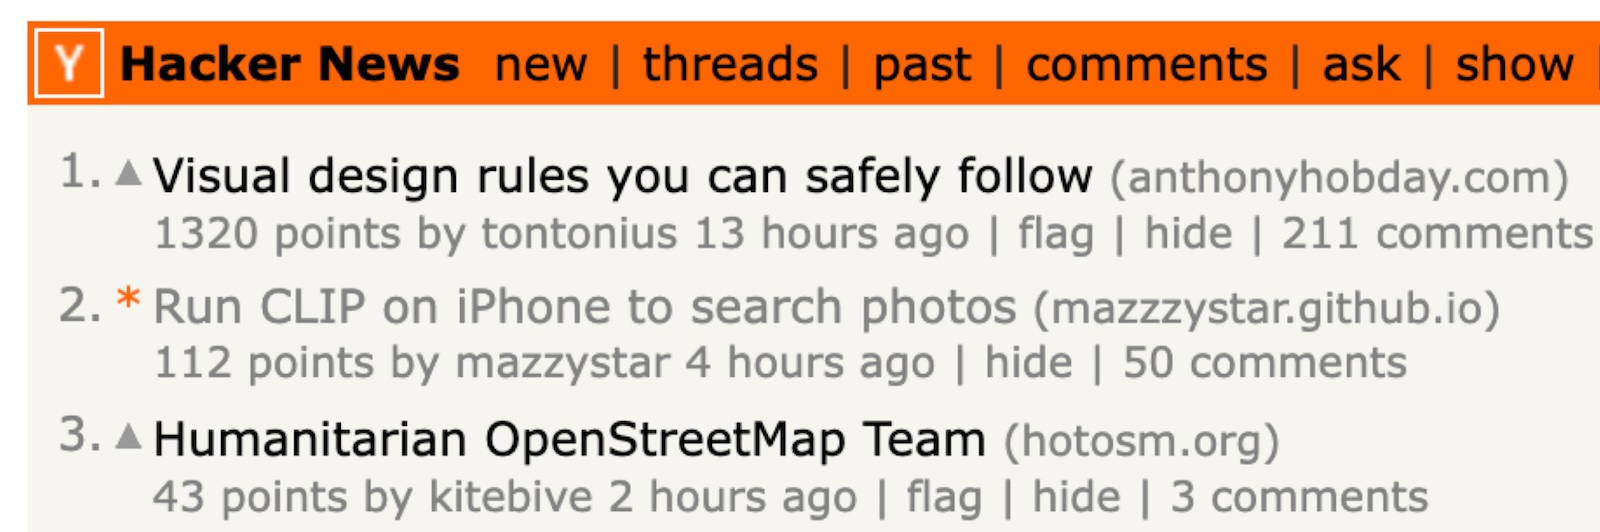 Y Hacker News new | threads | past | comments | ask | show |
1. ▲ Visual design rules you can safely follow (anthonyhobday.com)
1320 points by tontonius 13 hours ago | flag | hide | 211 comments
2. * Run CLIP on iPhone to search photos (mazzzystar.github.io)
112 points by mazzystar 4 hours ago | hide | 50 comments
3. ▲ Humanitarian OpenStreetMap Team (hotosm.org)
43 points by kitebive 2 hours ago | flag | hide | 3 comments